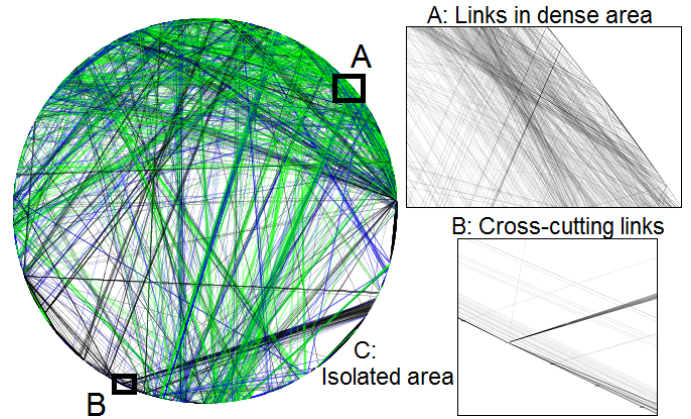 A: Links in dense area
A
B: Cross-cutting links
C:
Isolated area
B